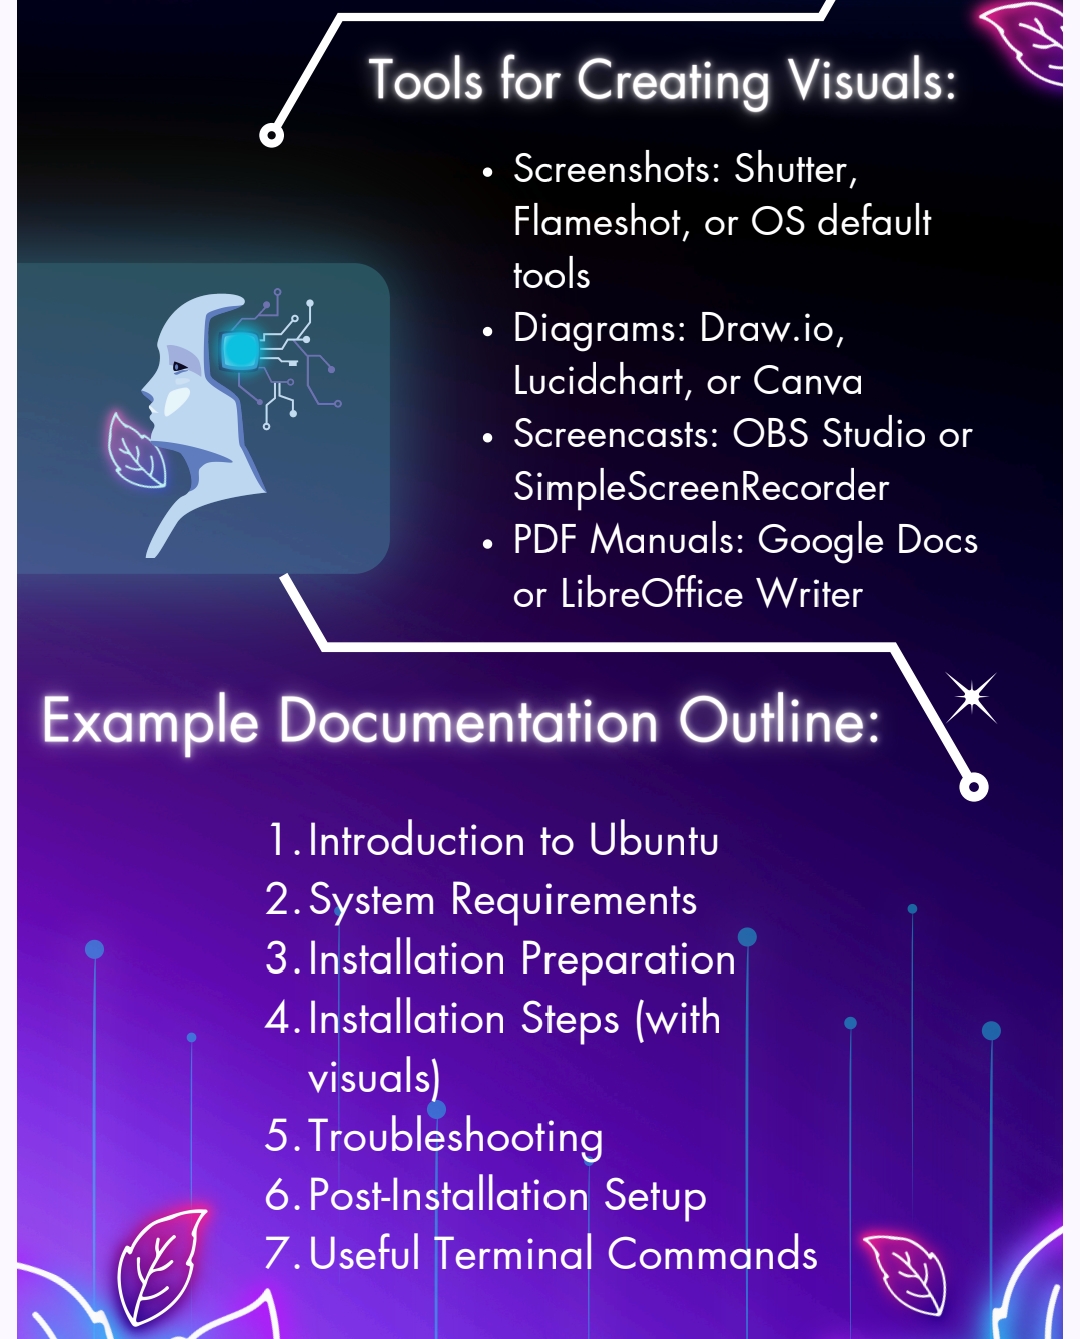 Tools for Creating Visuals:
• Screenshots: Shutter,
Flameshot, or OS default
tools
• Diagrams: Draw.io,
Lucidchart, or Canva
• Screencasts: OBS Studio or
SimpleScreenRecorder
• PDF Manuals: Google Docs
or LibreOffice Writer
Example Documentation Outline:
1. Introduction to Ubuntu
2. System Requirements
3. Installation Preparation
4. Installation Steps (with
visuals)
5. Troubleshooting
6. Post-Installation Setup
7. Useful Terminal Commands